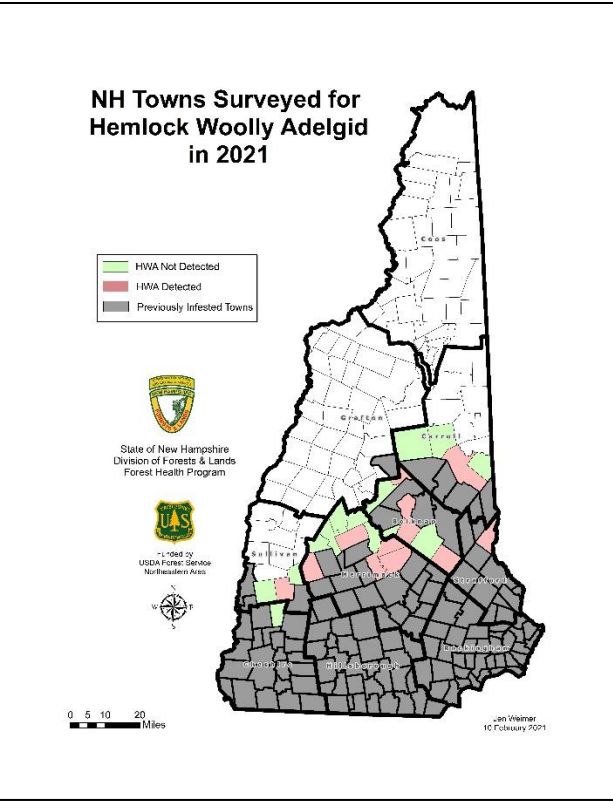 NH Towns Surveyed for
Hemlock Woolly Adelgid
in 2021
HWA Not Detected
HWA Detected
Previously Infested Towns
Coos
Grafton
Carroll
State of New Hampshire
Division of Forests & Lands
Forest Health Program
Belknap
U S
Funded by
USDA Forest Service
Northeastern Area
Sullivan
Merrimack
Strafford
N
W
E
S
Cheshire
Hillsborough
Rockingham
0 5 10 20
Miles
Jen Weimer
10 February 2021